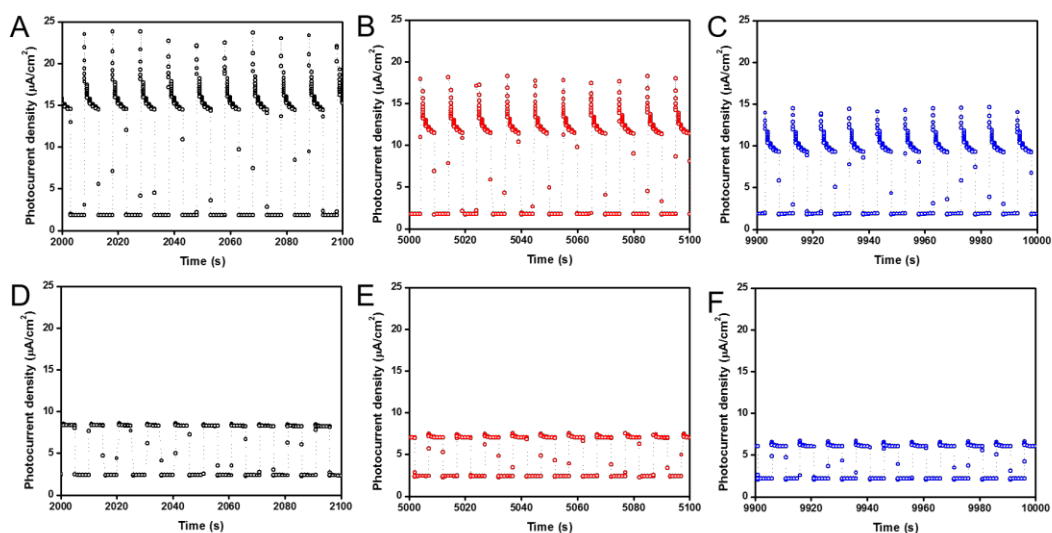 A
Photocurrent density (µA/cm²)
25
20
15
10
5
0
2000 2020 2040 2060 2080 2100
Time (s)
B
Photocurrent density (µA/cm²)
25
20
15
10
5
0
5000 5020 5040 5060 5080 5100
Time (s)
C
Photocurrent density (µA/cm²)
25
20
15
10
5
0
9900 9920 9940 9960 9980 10000
Time (s)
D
Photocurrent density (µA/cm²)
25
20
15
10
5
0
2000 2020 2040 2060 2080 2100
Time (s)
E
Photocurrent density (µA/cm²)
25
20
15
10
5
0
5000 5020 5040 5060 5080 5100
Time (s)
F
Photocurrent density (µA/cm²)
25
20
15
10
5
0
9900 9920 9940 9960 9980 10000
Time (s)